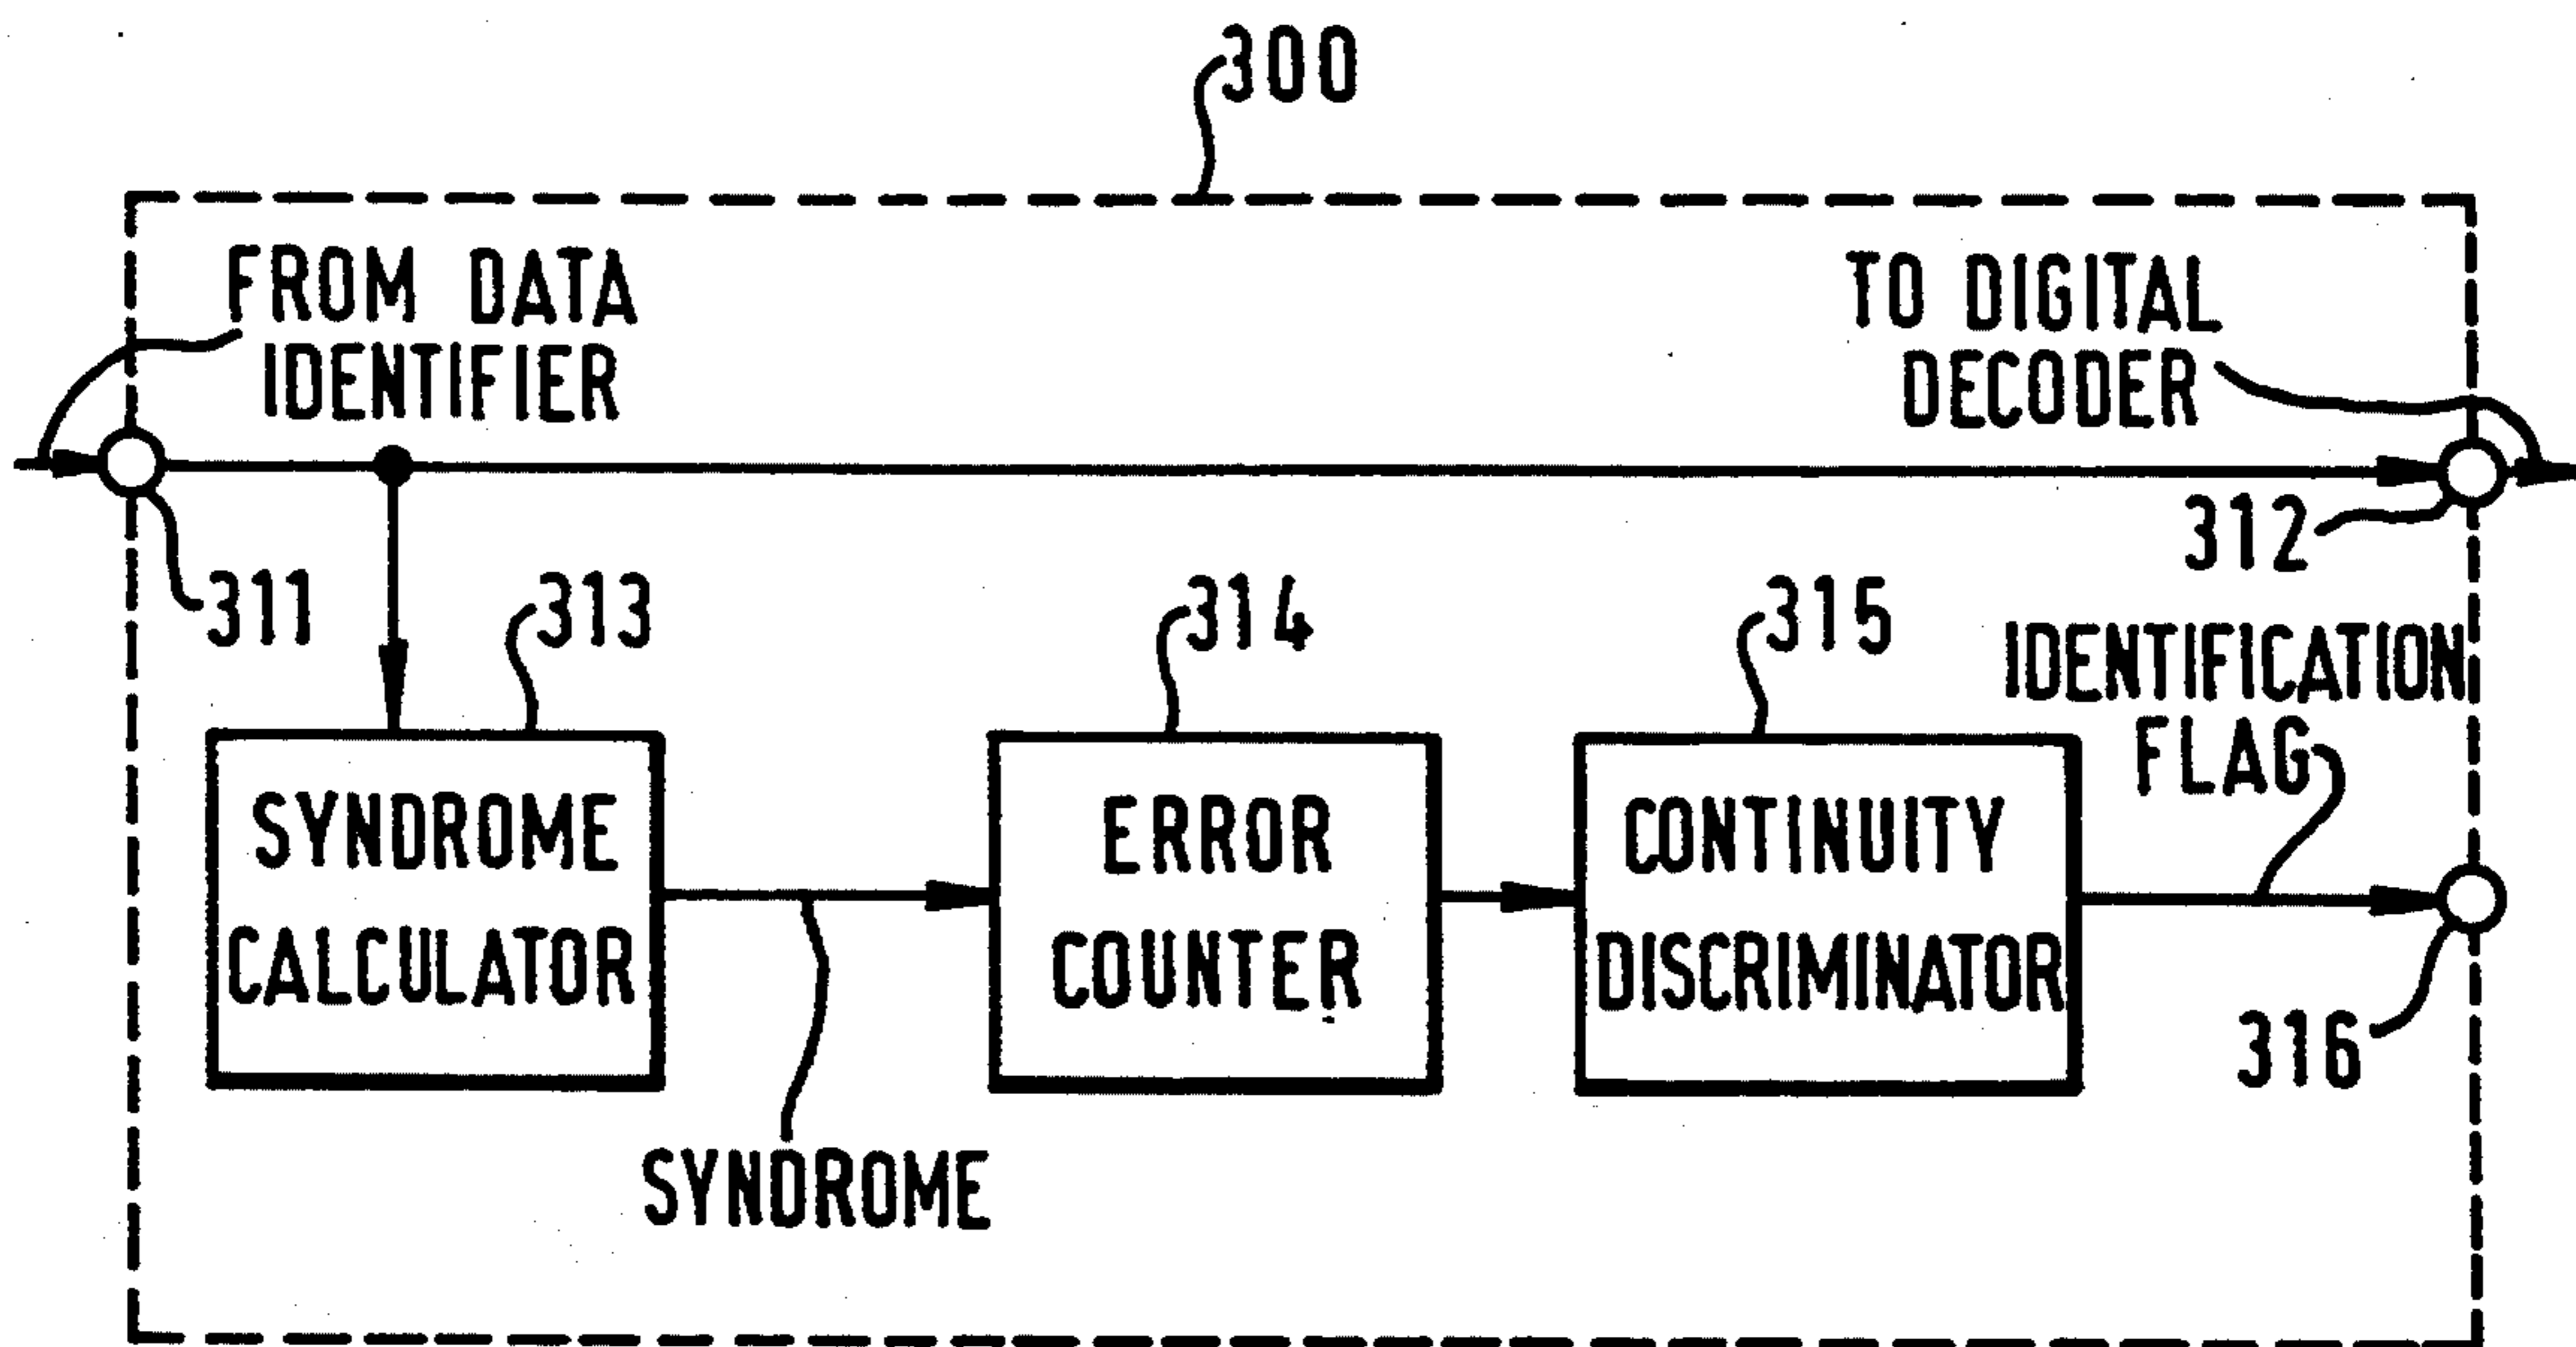 300
FROM DATA
IDENTIFIER
TO DIGITAL
DECODER
311
312
313
314
315
IDENTIFICATION
FLAG
SYNDROME
CALCULATOR
ERROR
COUNTER
CONTINUITY
DISCRIMINATOR
316
SYNDROME